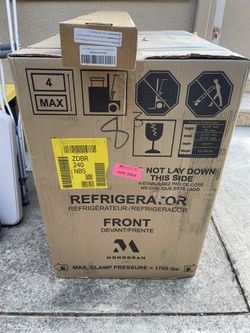 4
MAX
8
ZDBR
240
NBS
NOT LAY DOWN
THIS SIDE
REFRIGERATOR
RÉFRIGÉRATEUR/REFRIGERADOR
FRONT
DEVANT/FRENTE
M
MONOGRAM
MAX. CLAMP PRESSURE = 1700 lbs